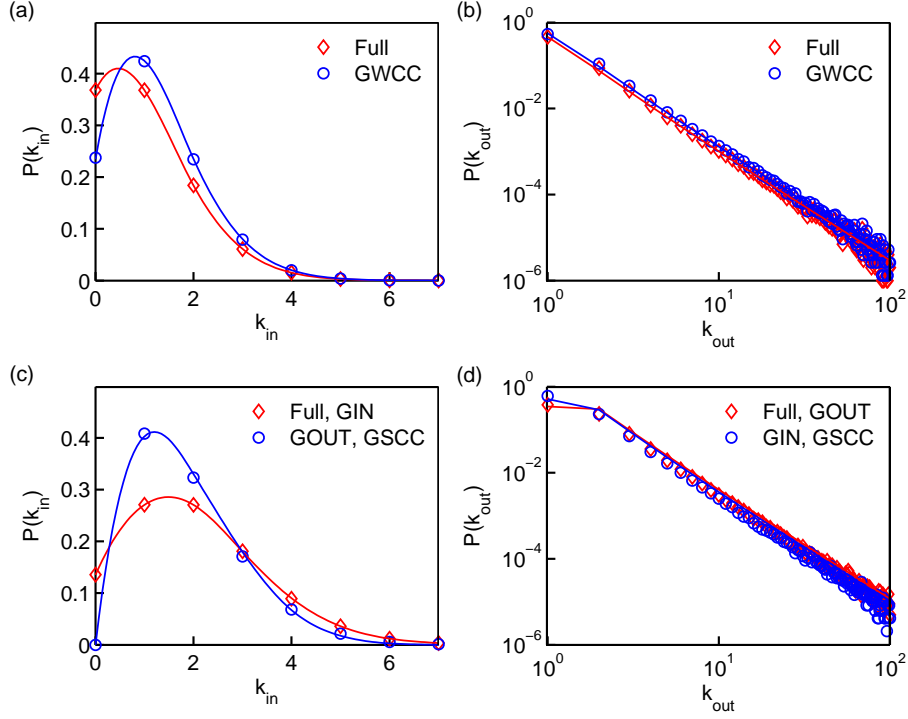 (a)
Full
GWCC
P(k_in)
0.4
0.3
0.2
0.1
0
0 2 4 6
k_in
(b)
Full
GWCC
P(k_out)
10^0
10^-2
10^-4
10^-6
10^0 10^1 10^2
k_out
(c)
Full, GIN
GOUT, GSCC
P(k_in)
0.4
0.3
0.2
0.1
0
0 2 4 6
k_in
(d)
Full, GOUT
GIN, GSCC
P(k_out)
10^0
10^-2
10^-4
10^-6
10^0 10^1 10^2
k_out